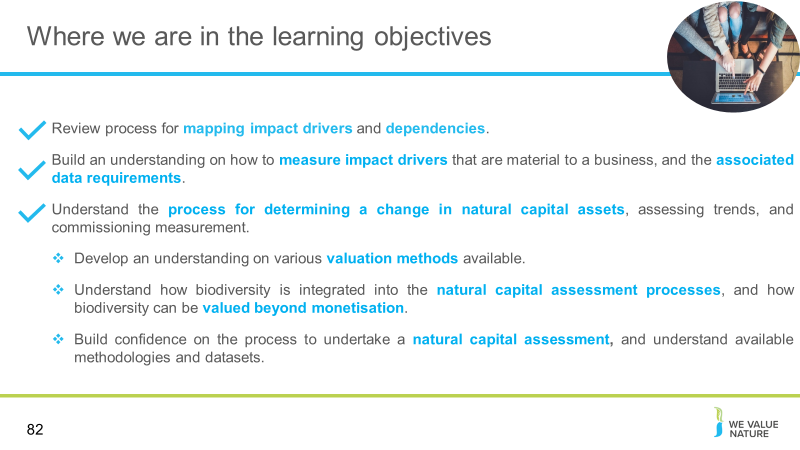 Where we are in the learning objectives
Review process for mapping impact drivers and dependencies.
Build an understanding on how to measure impact drivers that are material to a business, and the associated
data requirements.
Understand the process for determining a change in natural capital assets, assessing trends, and
commissioning measurement.
Develop an understanding on various valuation methods available.
Understand how biodiversity is integrated into the natural capital assessment processes, and how
biodiversity can be valued beyond monetisation.
Build confidence on the process to undertake a natural capital assessment, and understand available
methodologies and datasets.
82
WE VALUE
NATURE